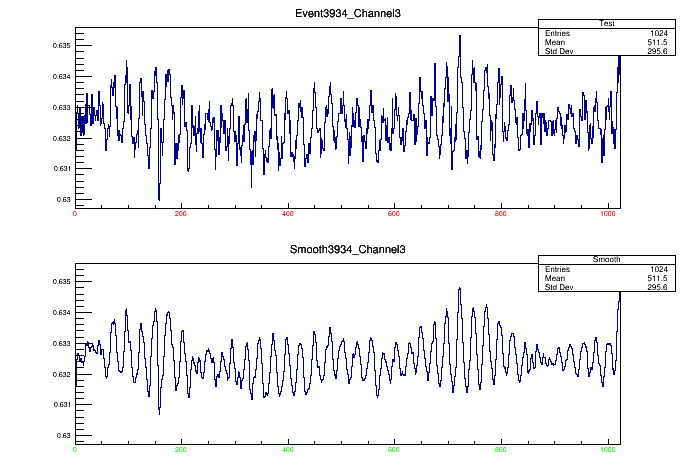 Event3934_Channel3
Test
Entries 1024
Mean 511.5
Std Dev 295.6
0.635
0.634
0.633
0.632
0.631
0.63
0 200 400 600 800 1000
Smooth3934_Channel3
Smooth
Entries 1024
Mean 511.5
Std Dev 295.6
0.635
0.634
0.633
0.632
0.631
0.63
0 200 400 600 800 1000